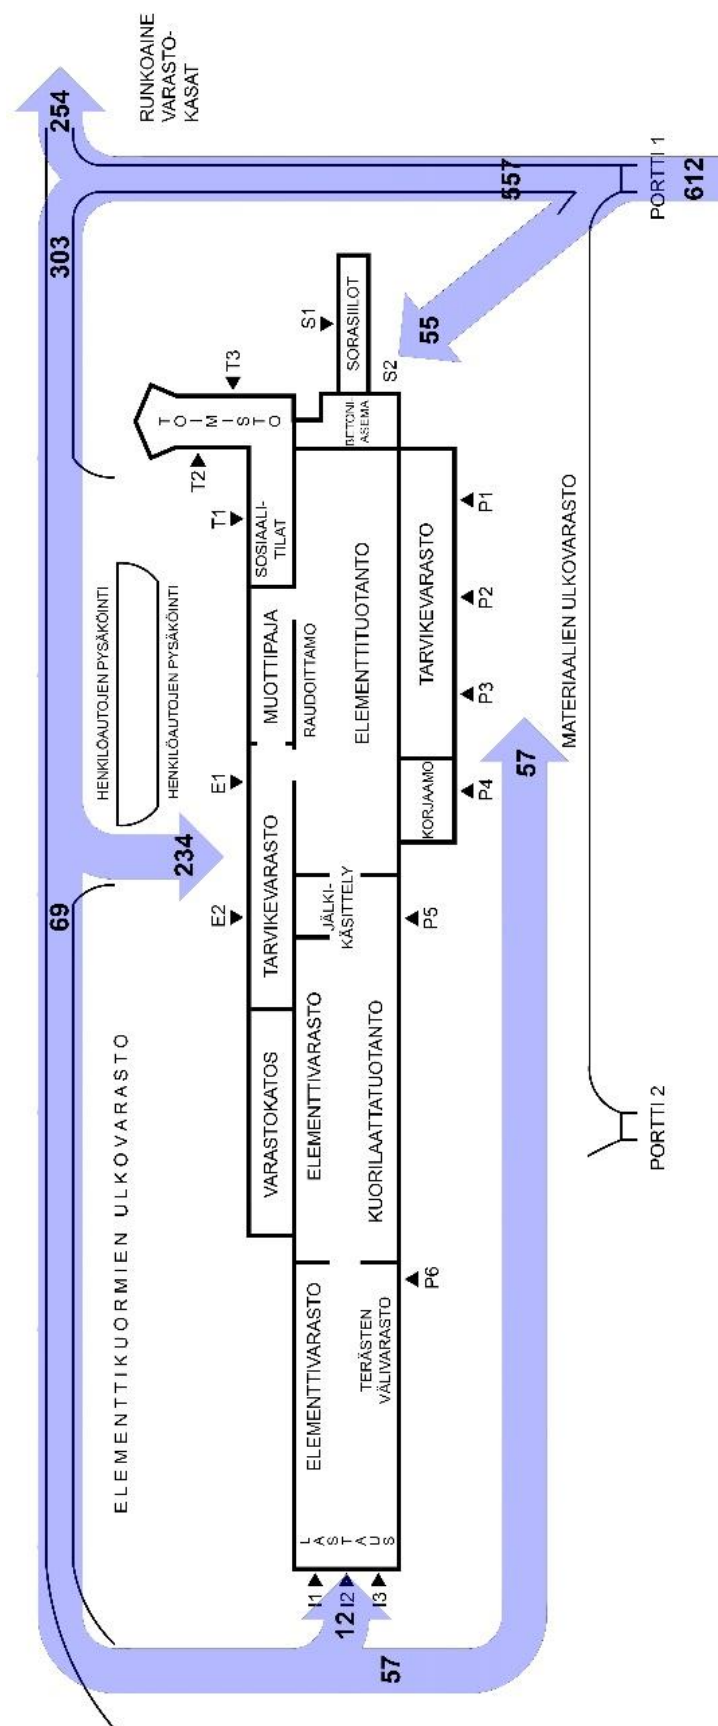 RUNKOAINE
VARASTO-
KASAT
254
303
557
PORTTI 1
612
55
S1
SORASIILOT
S2
T3
TOIMISTO
T2
T1
BETONI-
ASEMA
SOSIAALI-
TILAT
HENKILÖAUTOJEN PYSÄKÖINTI
HENKILÖAUTOJEN PYSÄKÖINTI
MUOTTIPAJA
RAUDOITTAMO
ELEMENTTITUOTANTO
TARVIKEVARASTO
P1
P2
P3
MATERIAALIEN ULKOVARASTO
E1
KORJAAMO
P4
57
234
69
E2
TARVIKEVARASTO
JÄLKI-
KÄSITTELY
P5
ELEMENTTIKUORMIEN ULKOVARASTO
VARASTOKATOS
ELEMENTTIVARASTO
KUORILAATTATUOTANTO
PORTTI 2
P6
ELEMENTTIVARASTO
TERÄSTEN
VÄLIVARASTO
LASTAUS
I1
I2
I3
12
57